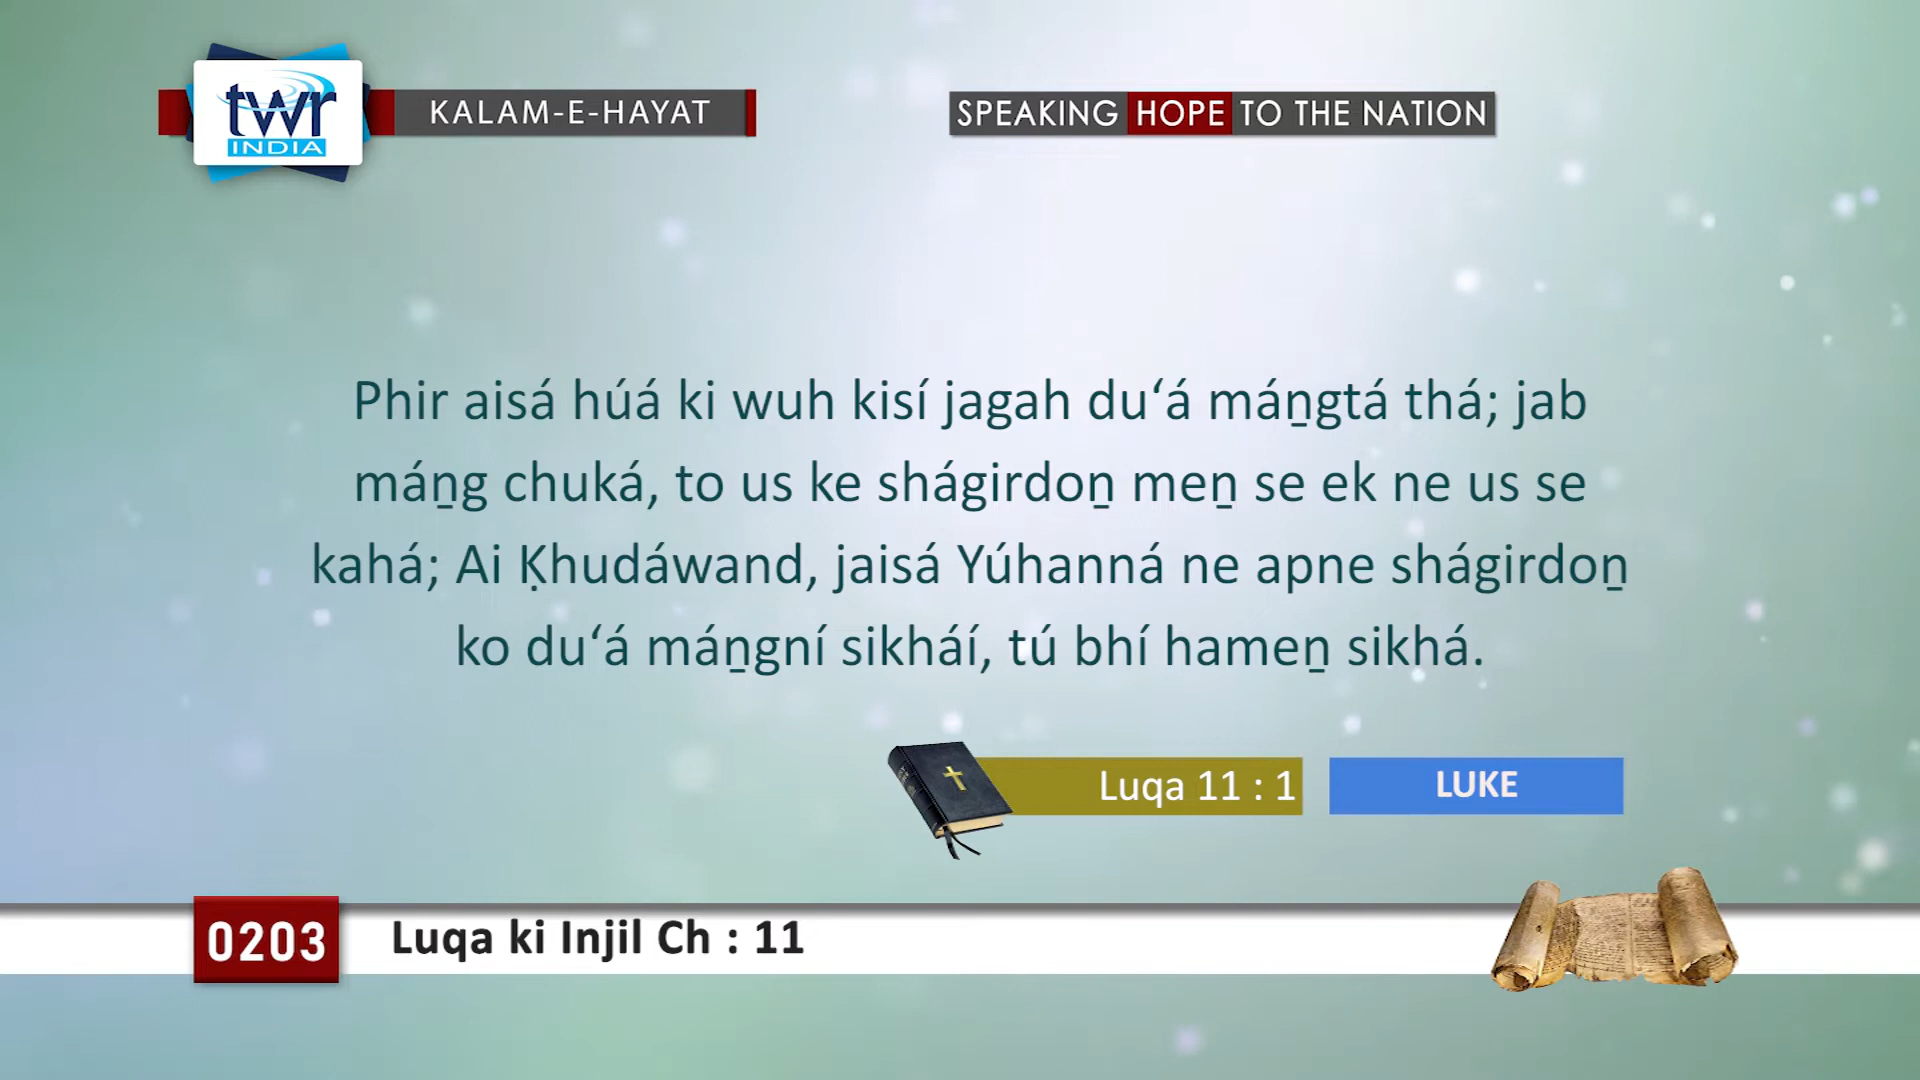 twr
INDIA
KALAM-E-HAYAT
SPEAKING HOPE TO THE NATION
Phir aisá húá ki wuh kisí jagah du‘á máṉgtá thá; jab
máṉg chuká, to us ke shágirdoṉ meṉ se ek ne us se
kahá; Ai Ḳhudáwand, jaisá Yúhanná ne apne shágirdoṉ
ko du‘á máṉgní sikháí, tú bhí hameṉ sikhá.
Luqa 11 : 1
LUKE
0203
Luqa ki Injil Ch : 11